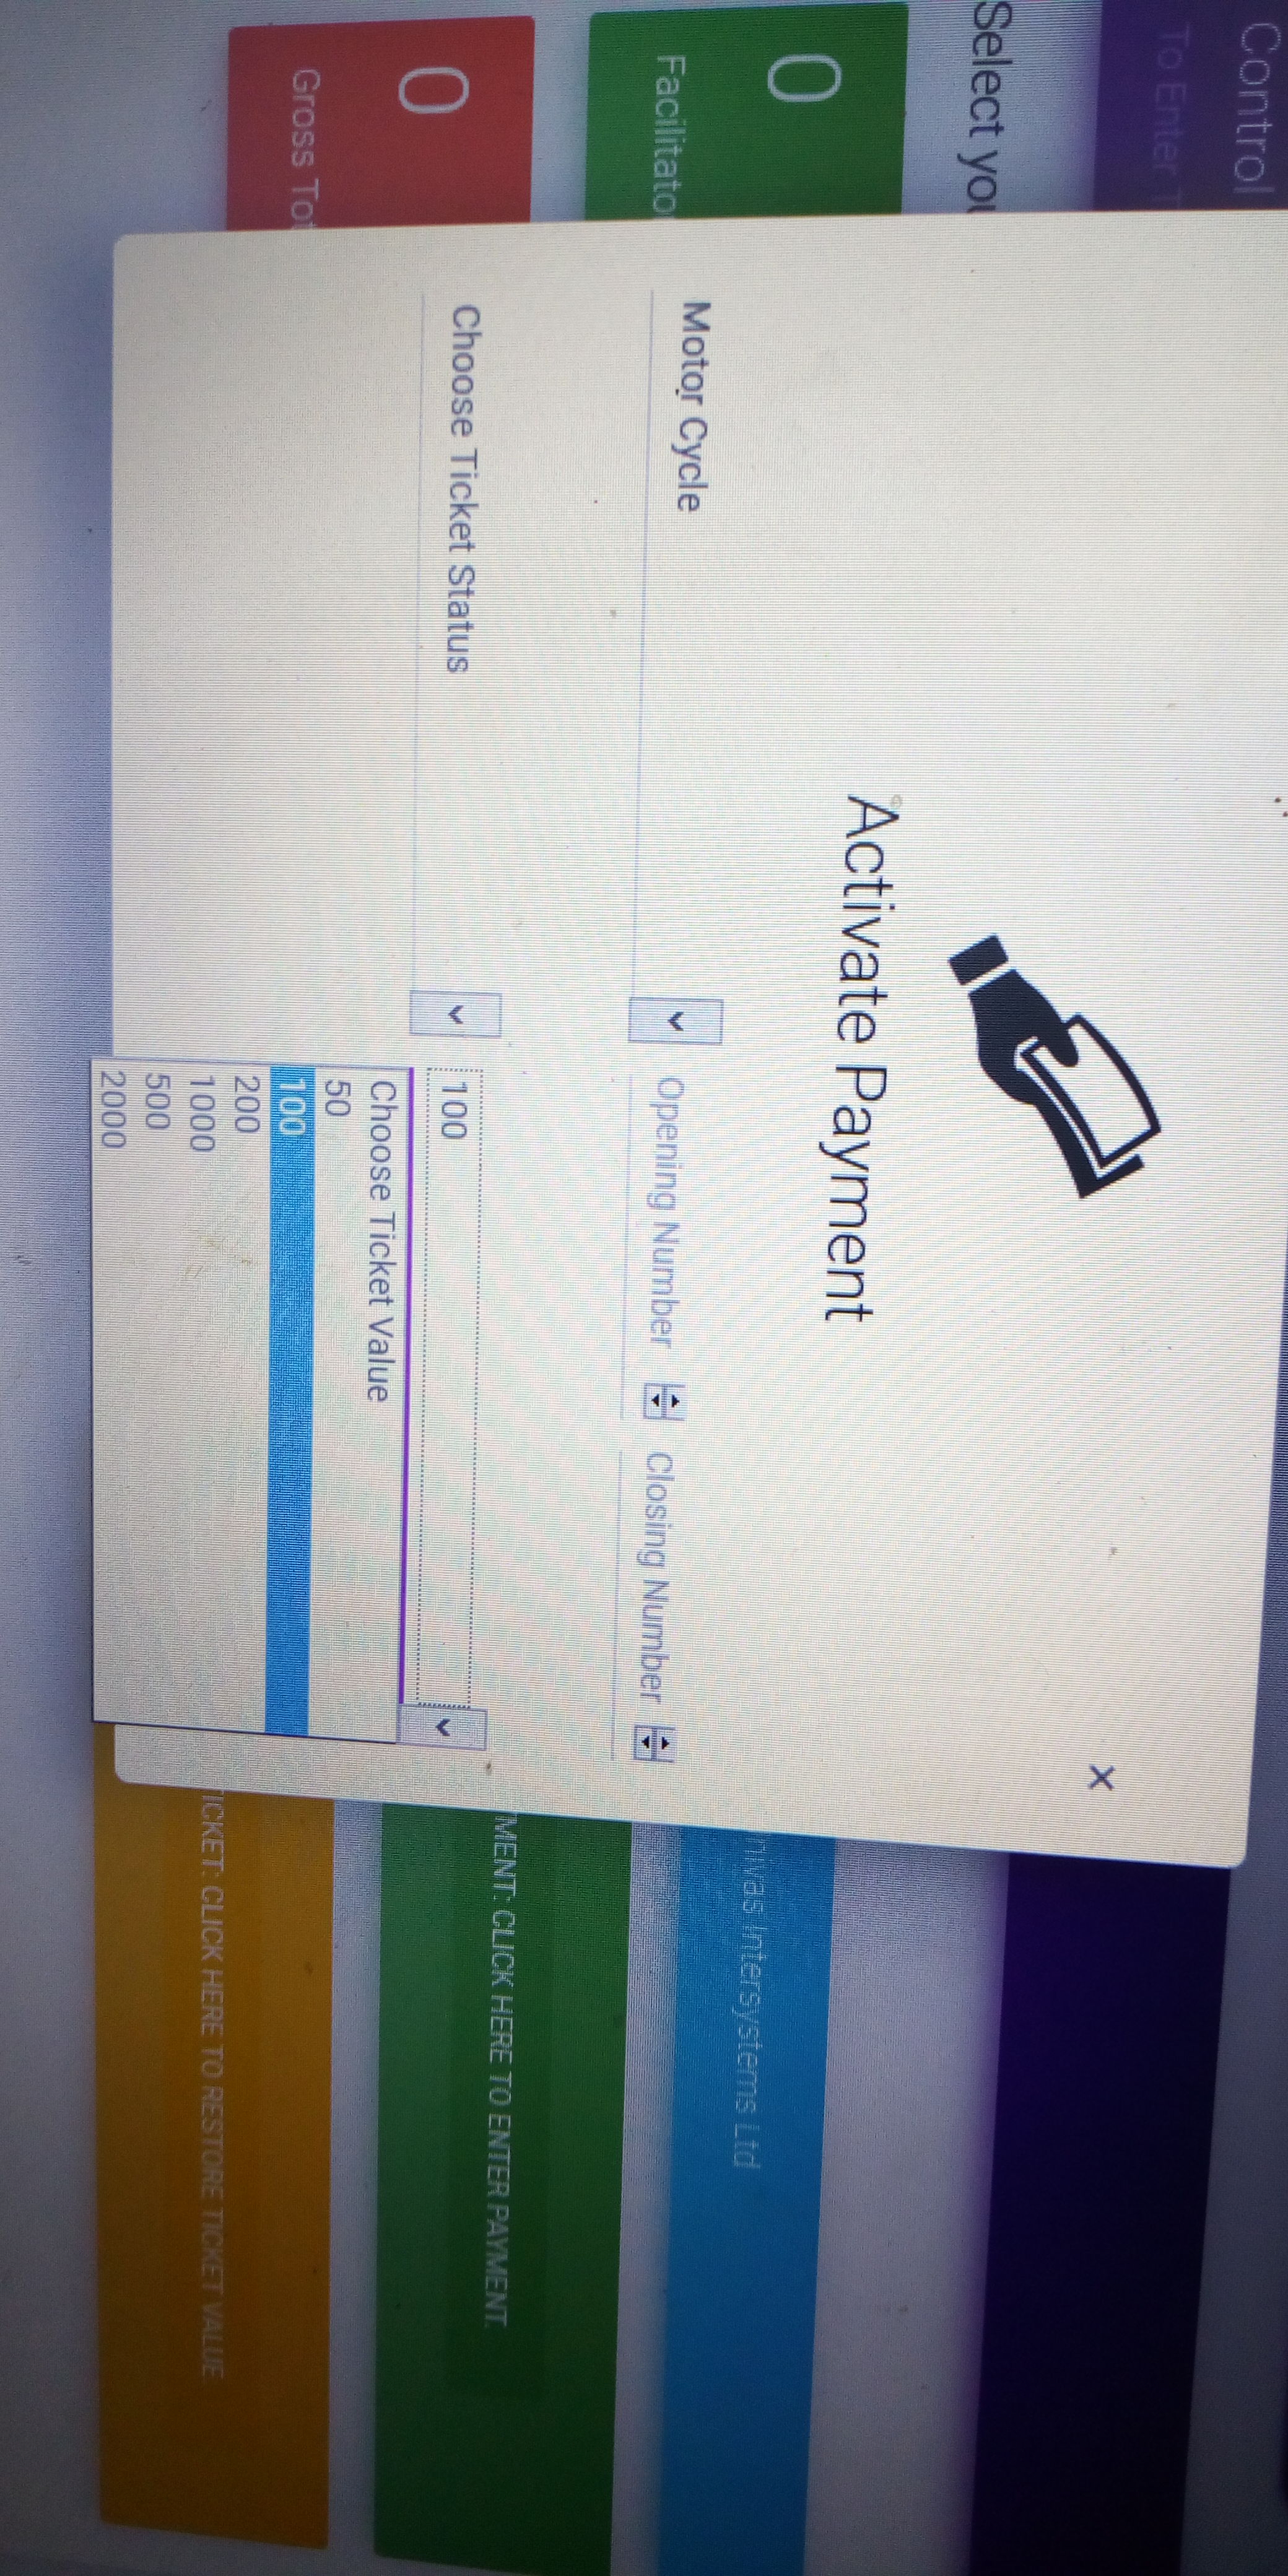 Control
To Enter T
Select you
0
Facilitato
0
Gross Tot
×
Activate Payment
Motor Cycle
Opening Number
Closing Number
Choose Ticket Status
100
Choose Ticket Value
50
100
200
1000
500
2000
nivas Intersystems Ltd
MENT: CLICK HERE TO ENTER PAYMENT.
ICKET: CLICK HERE TO RESTORE TICKET VALUE